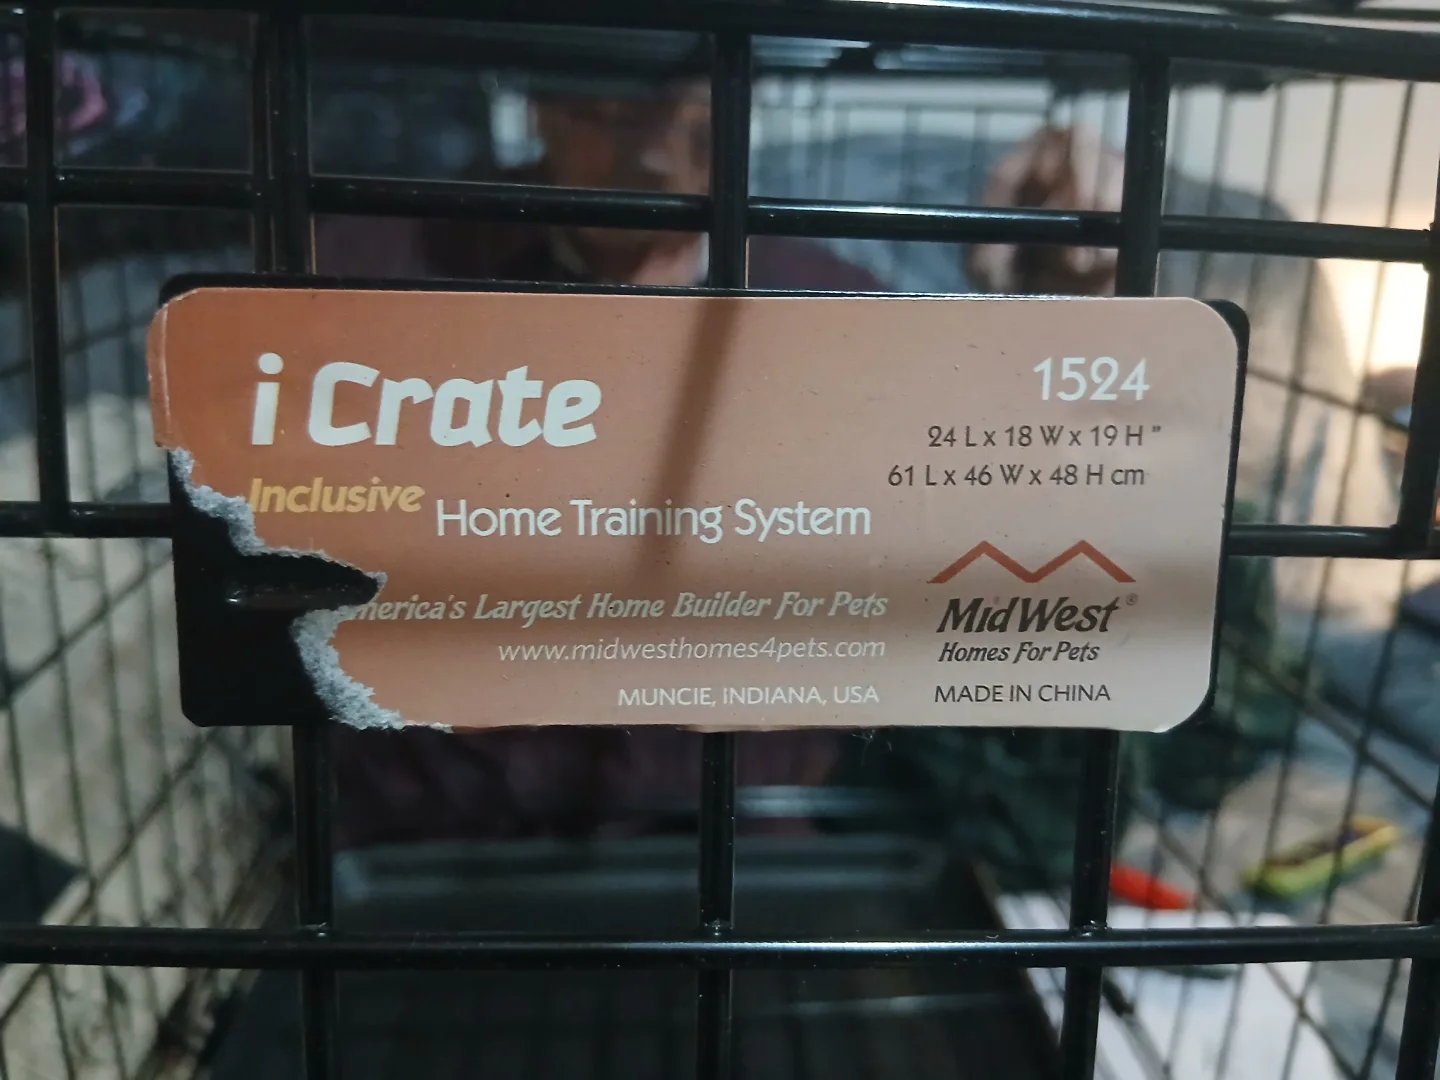 i Crate
1524
24 L x 18 W x 19 H "
61 L x 46 W x 48 H cm
Inclusive
Home Training System
merica's Largest Home Builder For Pets
www.midwesthomes4pets.com
MUNCIE, INDIANA, USA
MidWest®
Homes For Pets
MADE IN CHINA